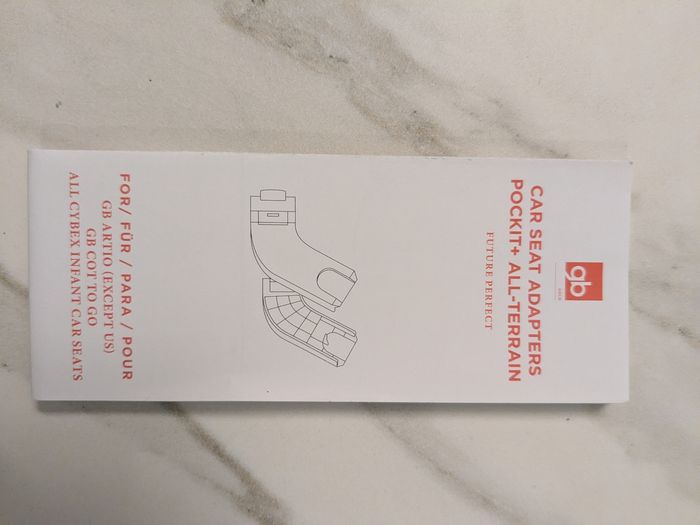 gb
CAR SEAT ADAPTERS
POCKIT+ ALL-TERRAIN
FUTURE PERFECT
FOR/ FÜR / PARA / POUR
GB ARTIO (EXCEPT US)
GB COT TO GO
ALL CYBEX INFANT CAR SEATS